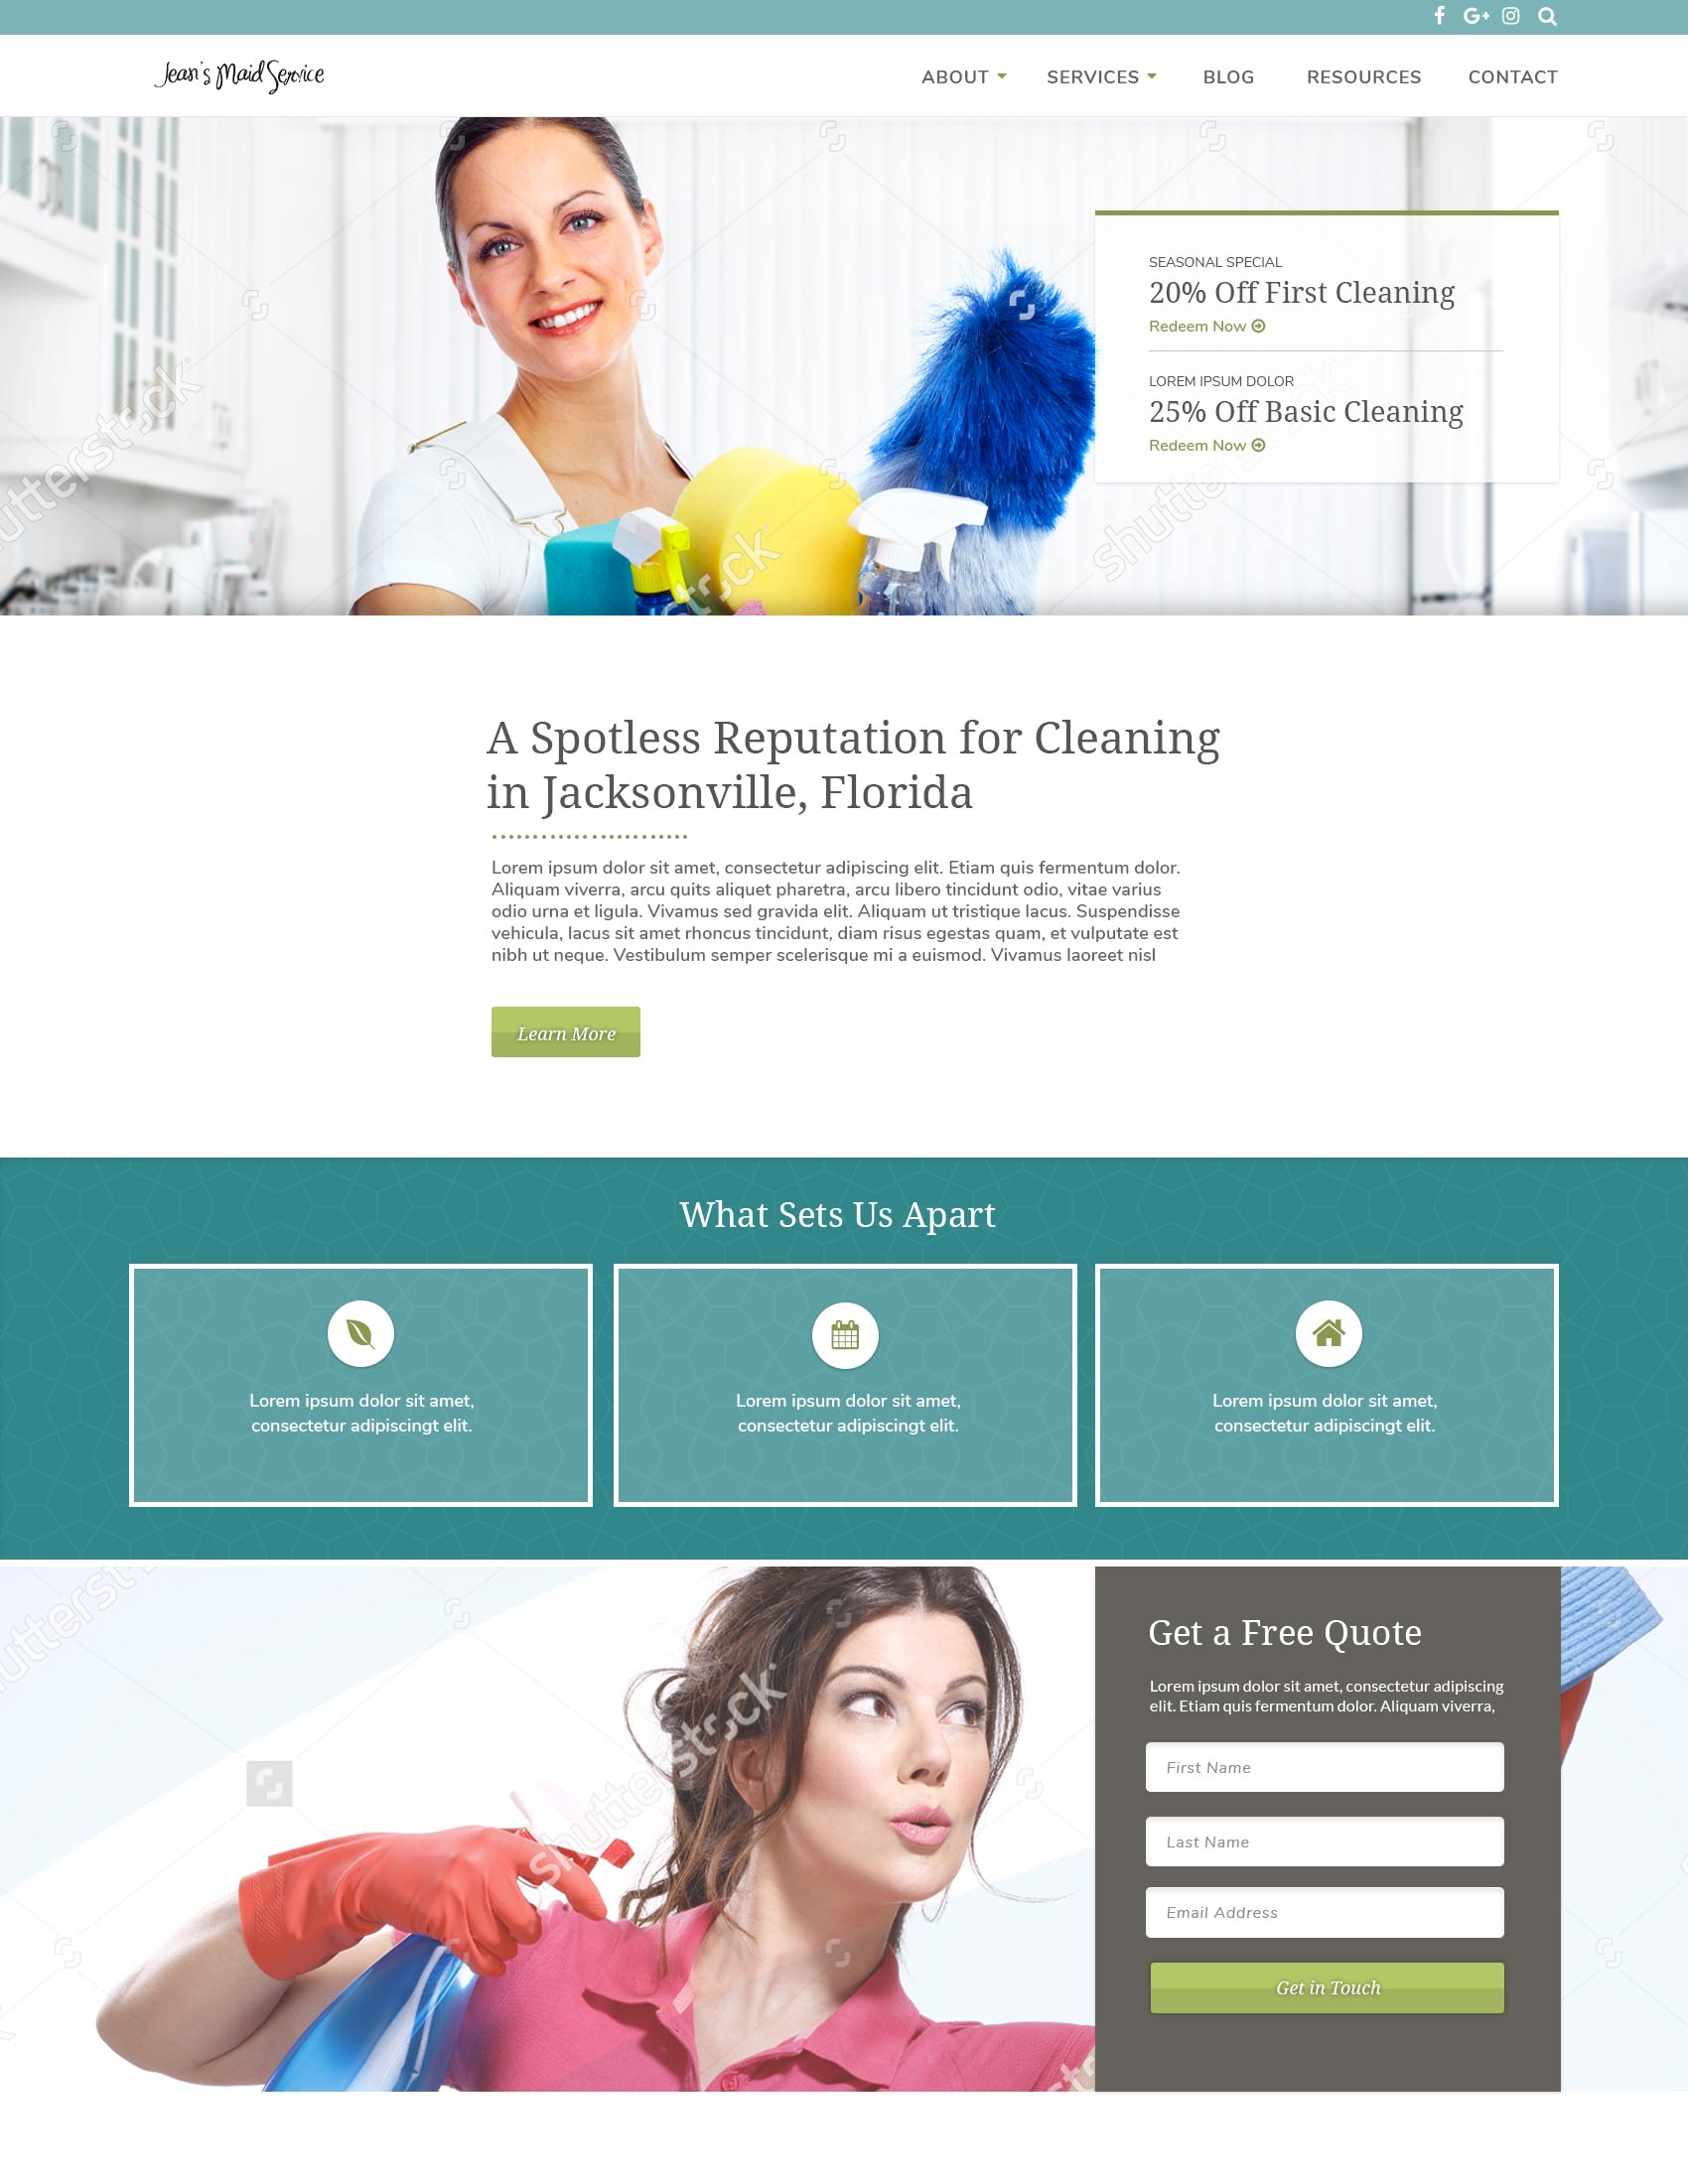 Jean's Maid Service
ABOUT SERVICES BLOG RESOURCES CONTACT
SEASONAL SPECIAL
20% Off First Cleaning
Redeem Now
LOREM IPSUM DOLOR
25% Off Basic Cleaning
Redeem Now
shutterstock
shutterstock
shutterstock
A Spotless Reputation for Cleaning
in Jacksonville, Florida
Lorem ipsum dolor sit amet, consectetur adipiscing elit. Etiam quis fermentum dolor.
Aliquam viverra, arcu quits aliquet pharetra, arcu libero tincidunt odio, vitae varius
odio urna et ligula. Vivamus sed gravida elit. Aliquam ut tristique lacus. Suspendisse
vehicula, lacus sit amet rhoncus tincidunt, diam risus egestas quam, et vulputate est
nibh ut neque. Vestibulum semper scelerisque mi a euismod. Vivamus laoreet nisl
Learn More
What Sets Us Apart
Lorem ipsum dolor sit amet,
consectetur adipiscingt elit.
Lorem ipsum dolor sit amet,
consectetur adipiscingt elit.
Lorem ipsum dolor sit amet,
consectetur adipiscingt elit.
shutterstock
shutterstock
Get a Free Quote
Lorem ipsum dolor sit amet, consectetur adipiscing
elit. Etiam quis fermentum dolor. Aliquam viverra,
First Name
Last Name
Email Address
Get in Touch